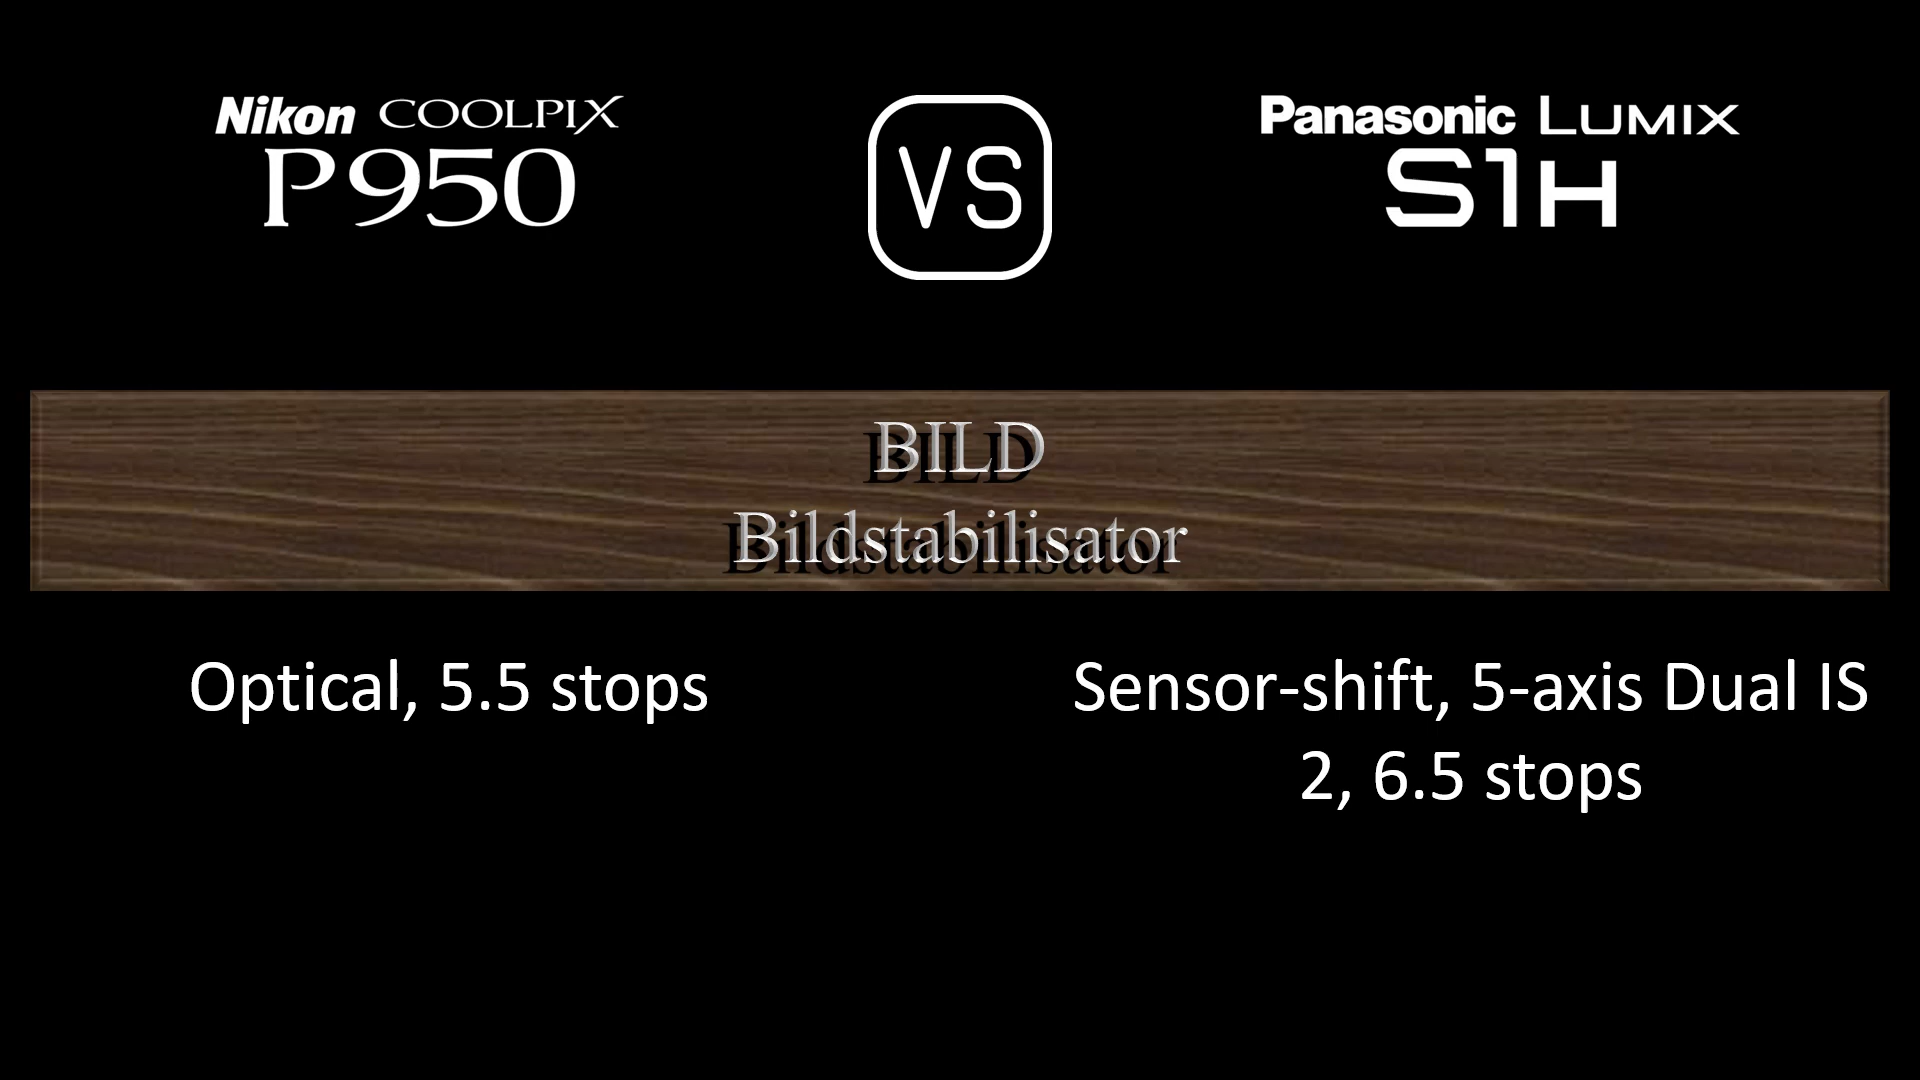 Nikon COOLPIX
P950
VS
Panasonic LUMIX
S1H
BILD
Bildstabilisator
Optical, 5.5 stops
Sensor-shift, 5-axis Dual IS
2, 6.5 stops